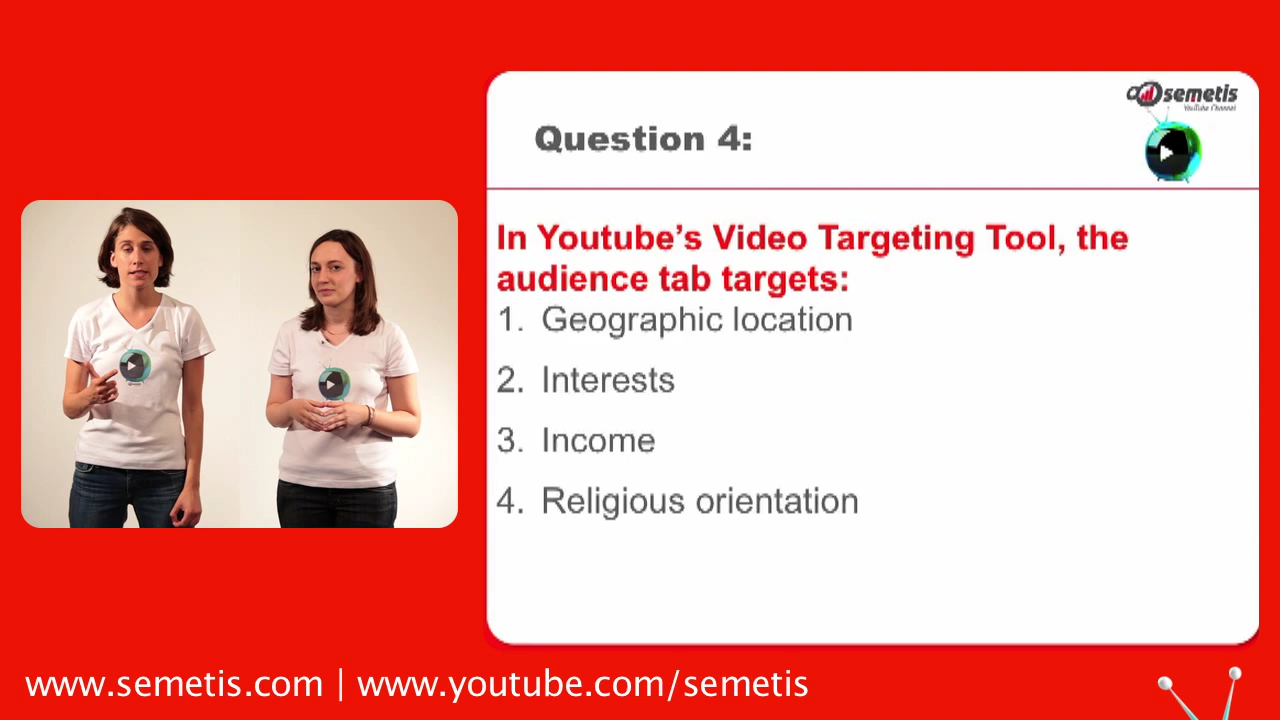 semetis
YouTube Channel
Question 4:
In Youtube's Video Targeting Tool, the
audience tab targets:
1. Geographic location
2. Interests
3. Income
4. Religious orientation
www.semetis.com | www.youtube.com/semetis